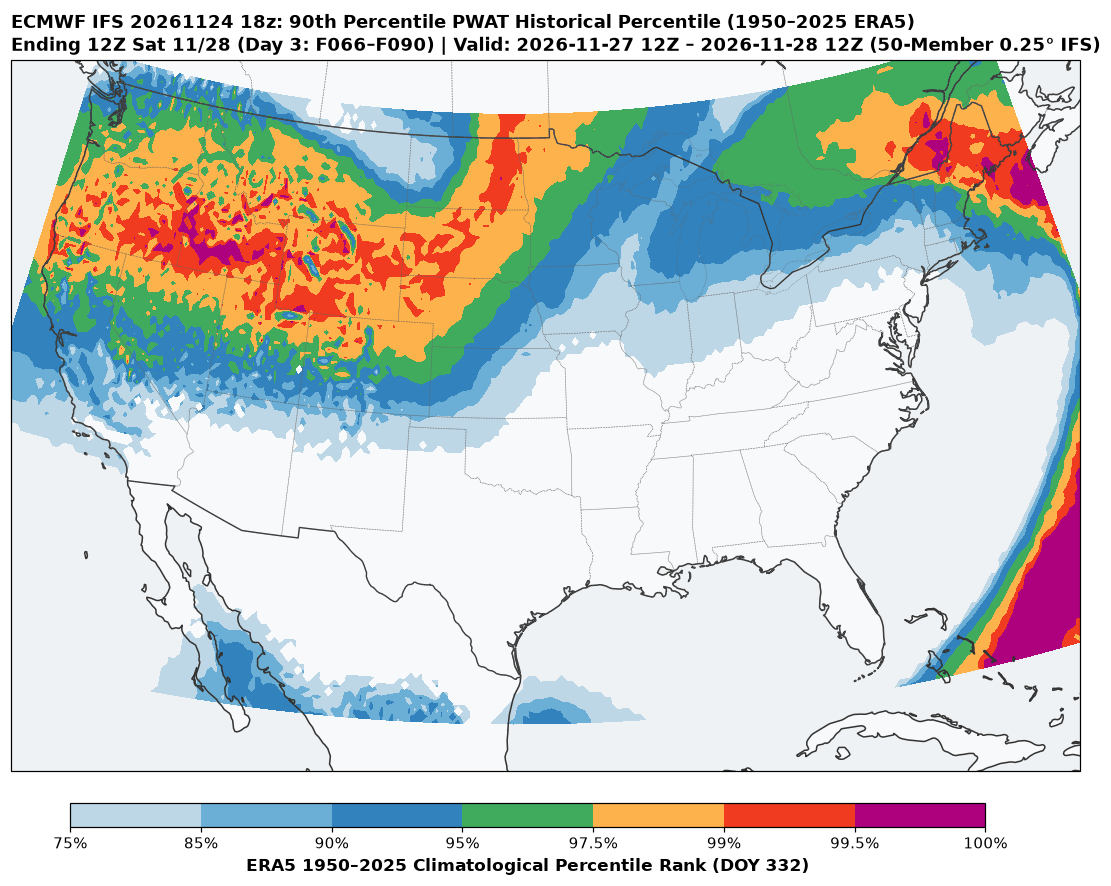 ECMWF IFS 20261124 18z: 90th Percentile PWAT Historical Percentile (1950–2025 ERA5)
Ending 12Z Sat 11/28 (Day 3: F066–F090) | Valid: 2026-11-27 12Z – 2026-11-28 12Z (50-Member 0.25° IFS)
75% 85% 90% 95% 97.5% 99% 99.5% 100%
ERA5 1950–2025 Climatological Percentile Rank (DOY 332)